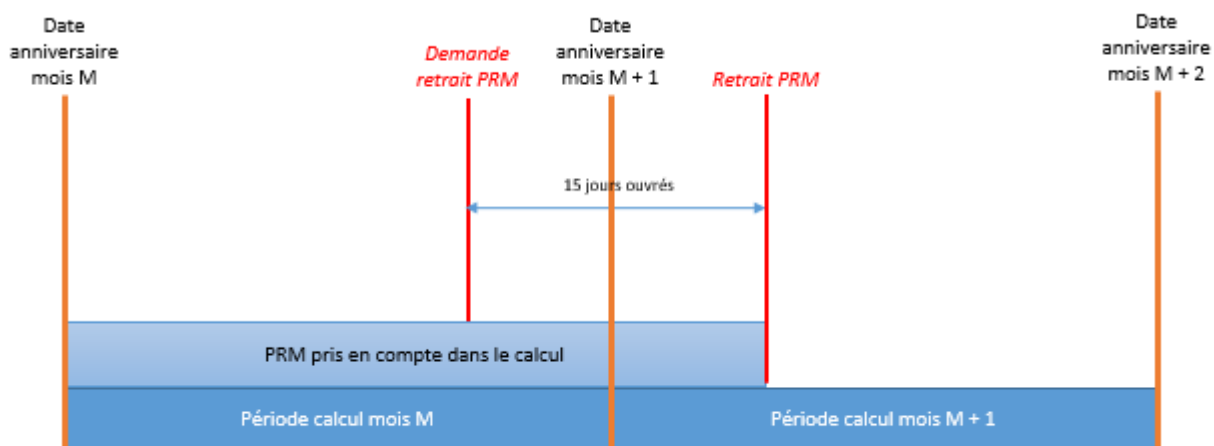 Date
anniversaire
mois M
Demande
retrait PRM
Date
anniversaire
mois M + 1
Retrait PRM
Date
anniversaire
mois M + 2
15 jours ouvrés
PRM pris en compte dans le calcul
Période calcul mois M
Période calcul mois M + 1